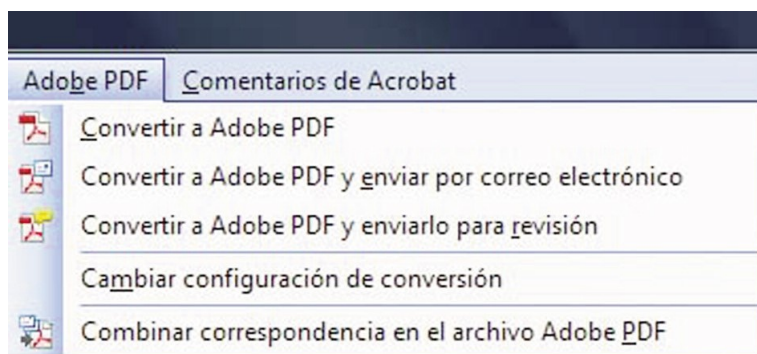 Adobe PDF Comentarios de Acrobat
Convertir a Adobe PDF
Convertir a Adobe PDF y enviar por correo electrónico
Convertir a Adobe PDF y enviarlo para revisión
Cambiar configuración de conversión
Combinar correspondencia en el archivo Adobe PDF